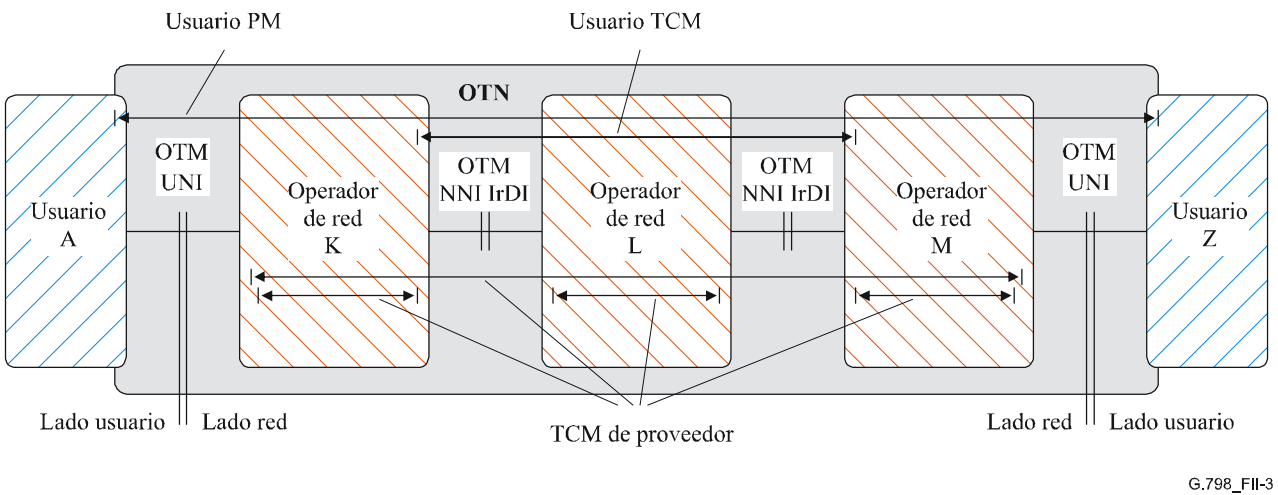 Usuario PM
Usuario TCM
OTN
OTM
UNI
OTM
NNI IrDI
OTM
NNI IrDI
OTM
UNI
Usuario
A
Operador
de red
K
Operador
de red
L
Operador
de red
M
Usuario
Z
Lado usuario
Lado red
TCM de proveedor
Lado red
Lado usuario
G.798_FII-3